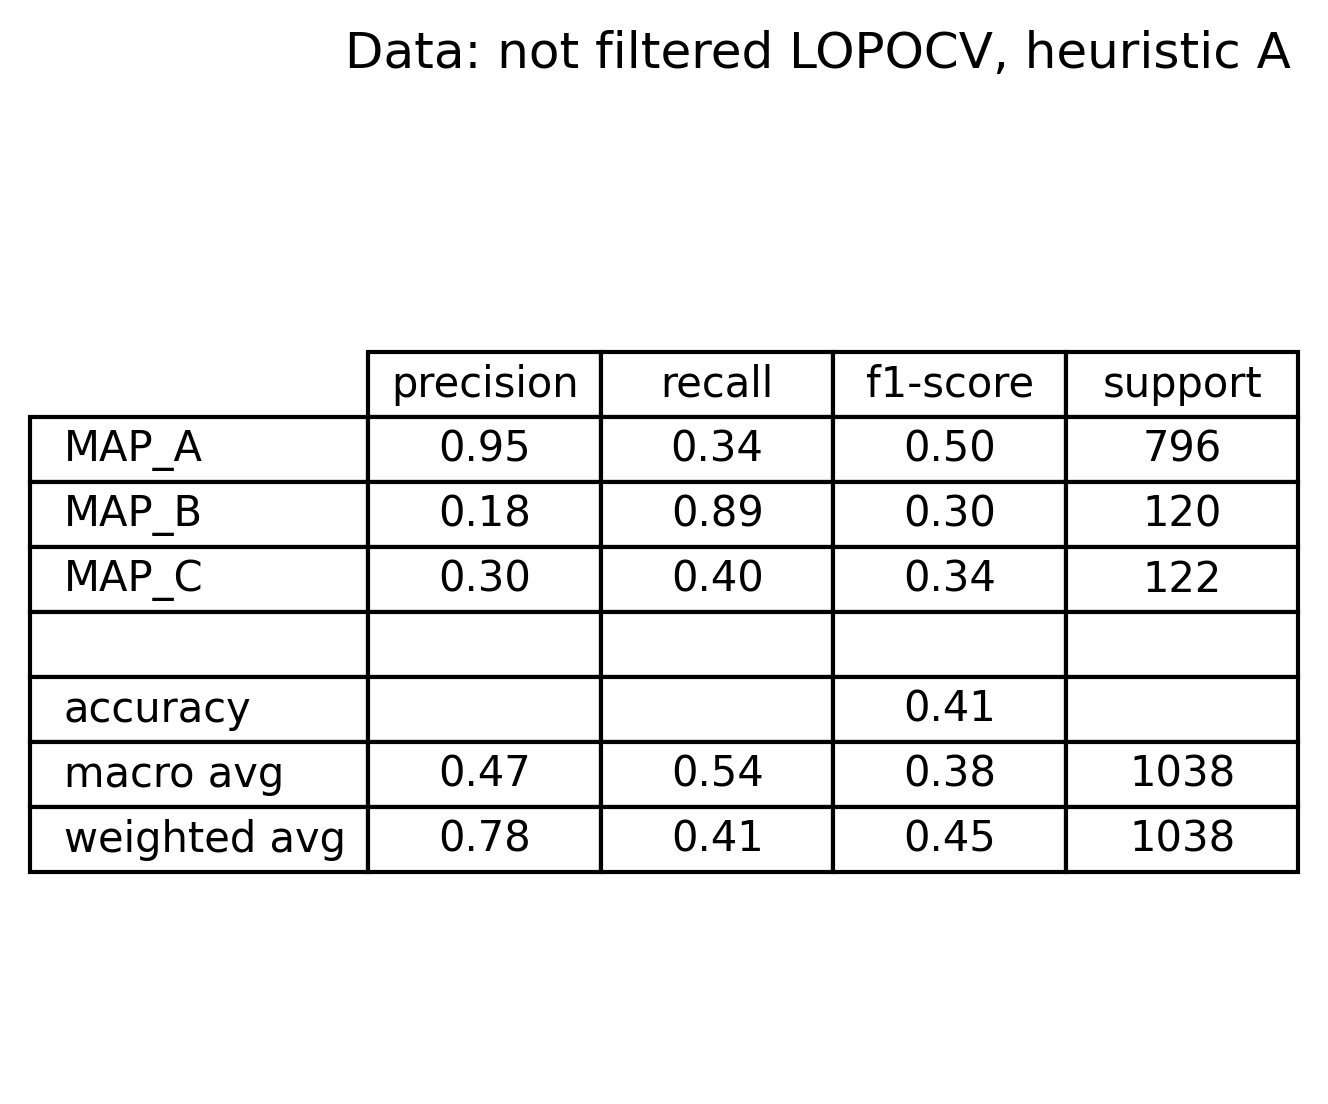 Data: not filtered LOPOCV, heuristic A
precision recall f1-score support
MAP_A 0.95 0.34 0.50 796
MAP_B 0.18 0.89 0.30 120
MAP_C 0.30 0.40 0.34 122
accuracy 0.41
macro avg 0.47 0.54 0.38 1038
weighted avg 0.78 0.41 0.45 1038